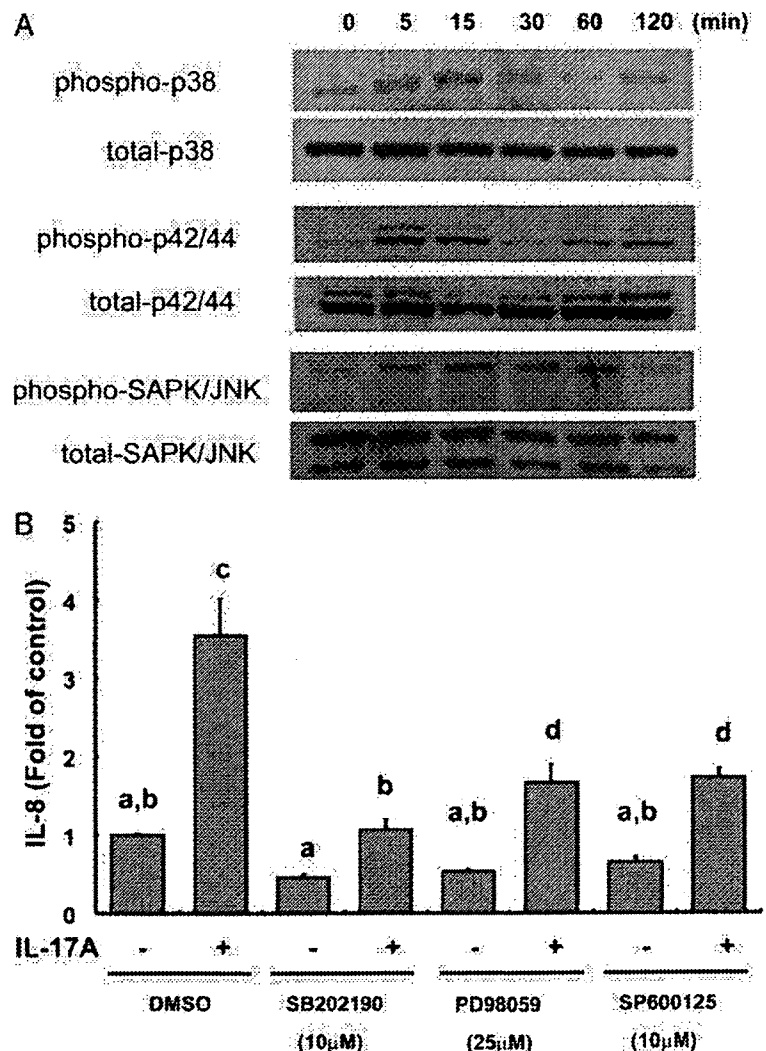 A 0 5 15 30 60 120 (min)
phospho-p38
total-p38
phospho-p42/44
total-p42/44
phospho-SAPK/JNK
total-SAPK/JNK
B
IL-8 (Fold of control)
5
4
3
2
1
0
a,b c a b a,b d a,b d
IL-17A - + - + - + - +
DMSO SB202190 PD98059 SP600125
(10µM) (25µM) (10µM)